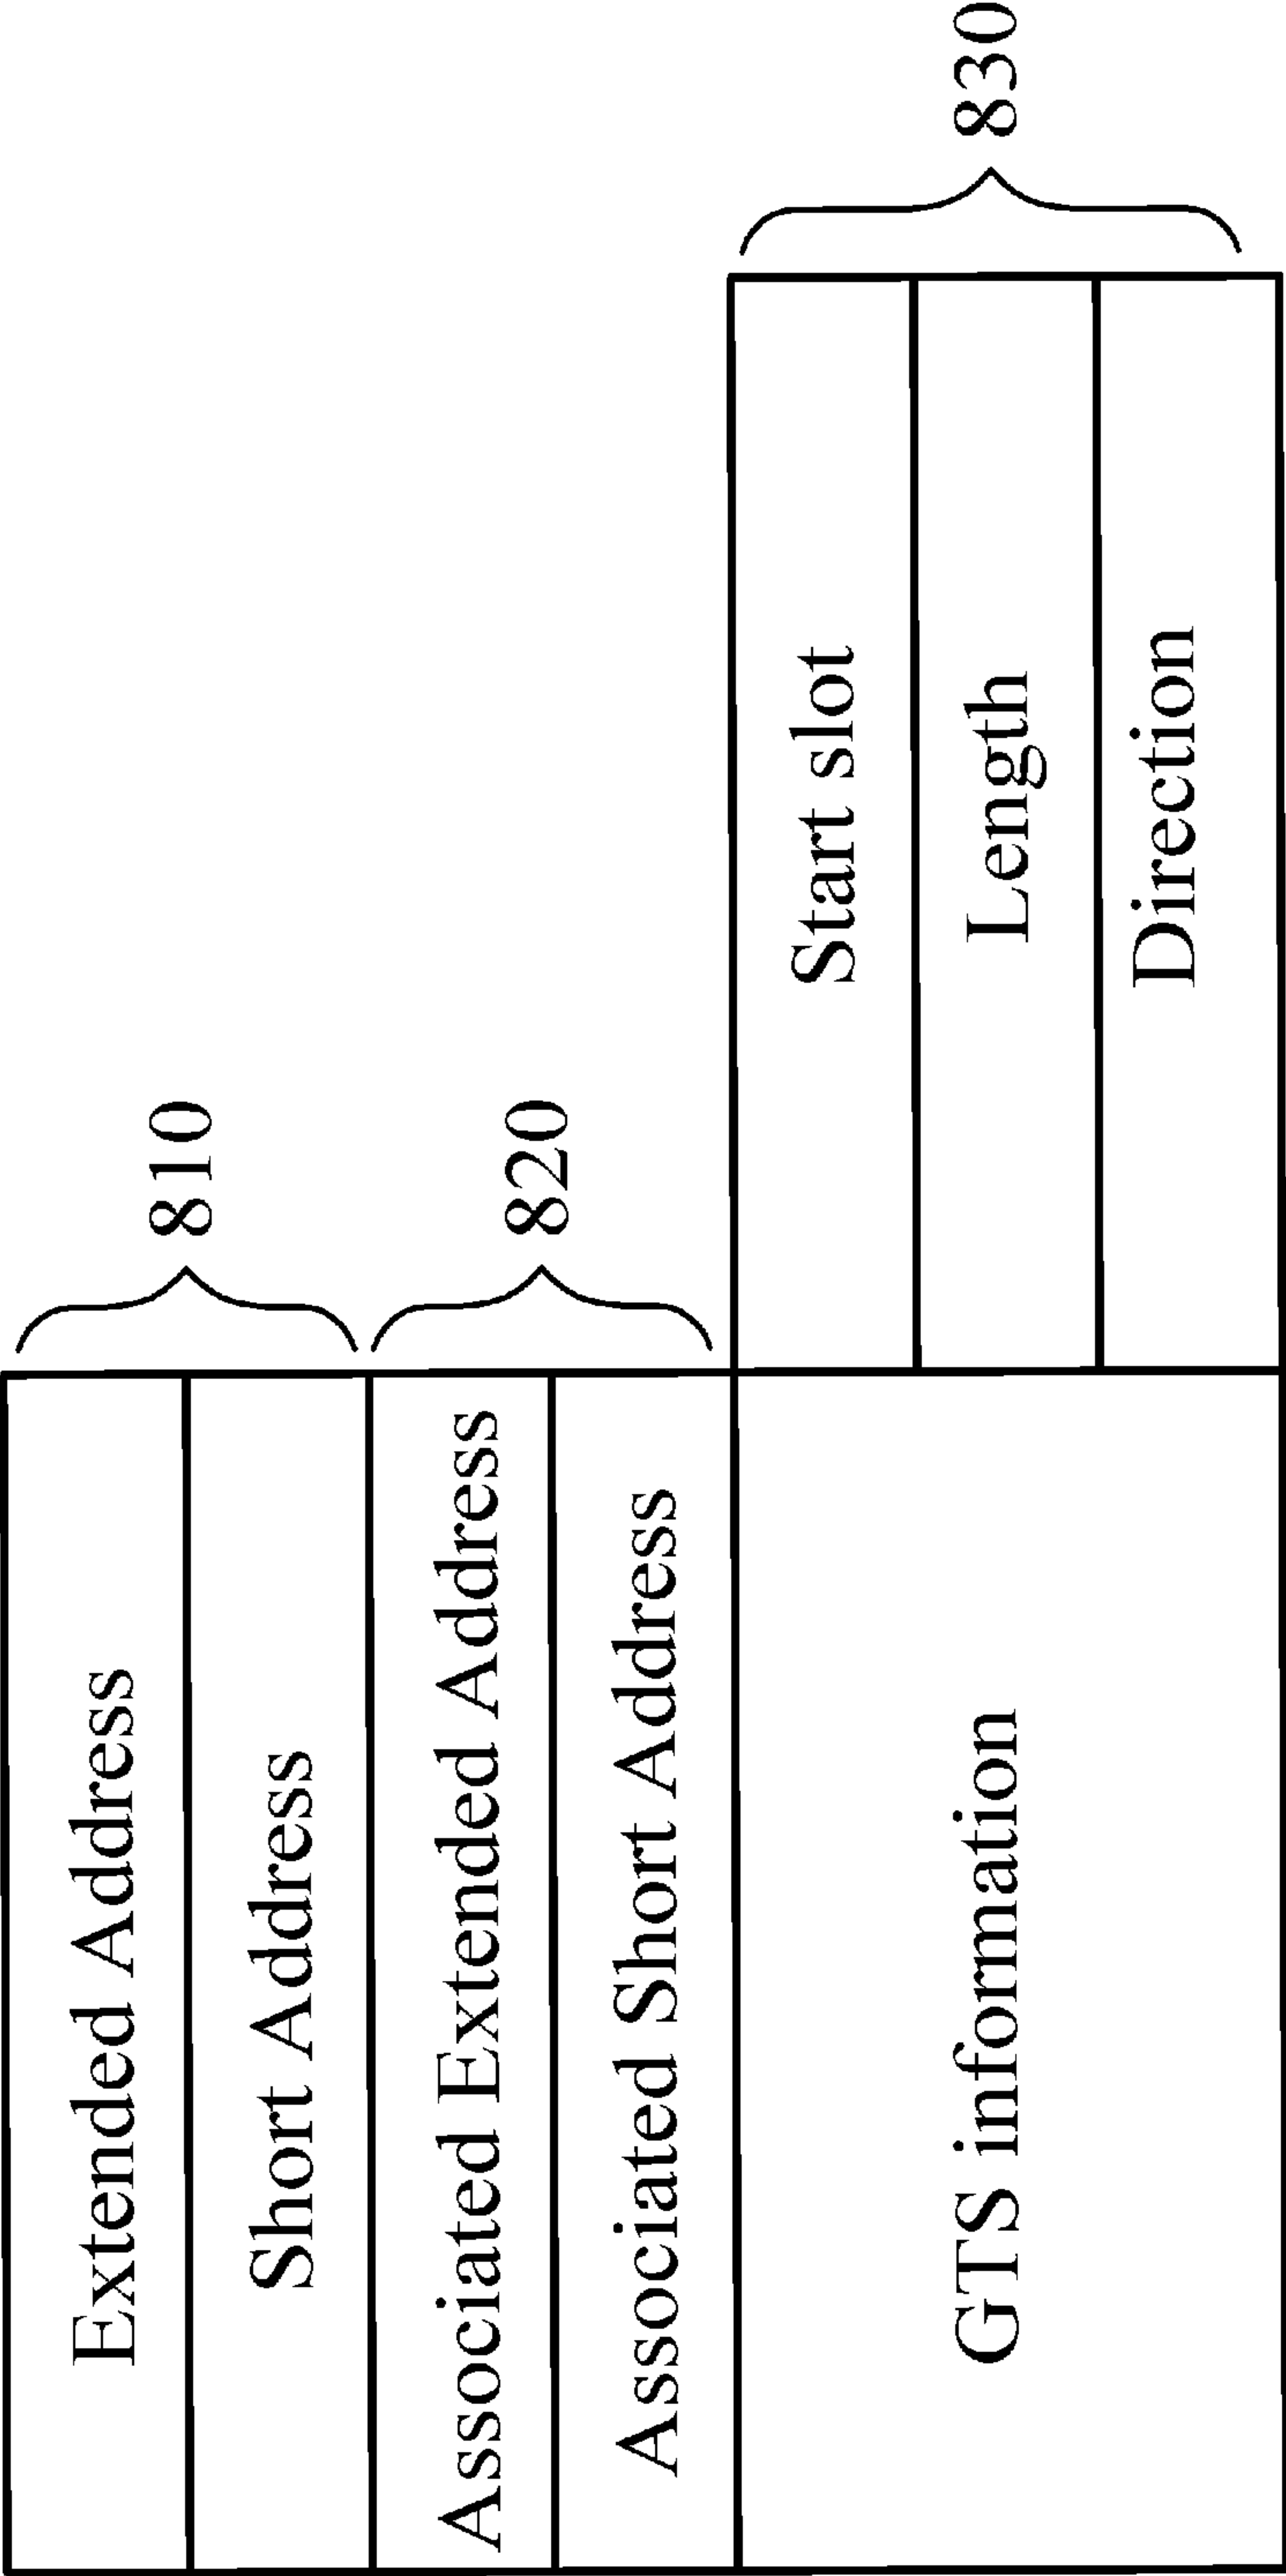 Extended Address
Short Address
810
Associated Extended Address
Associated Short Address
820
GTS information
Start slot
Length
Direction
830